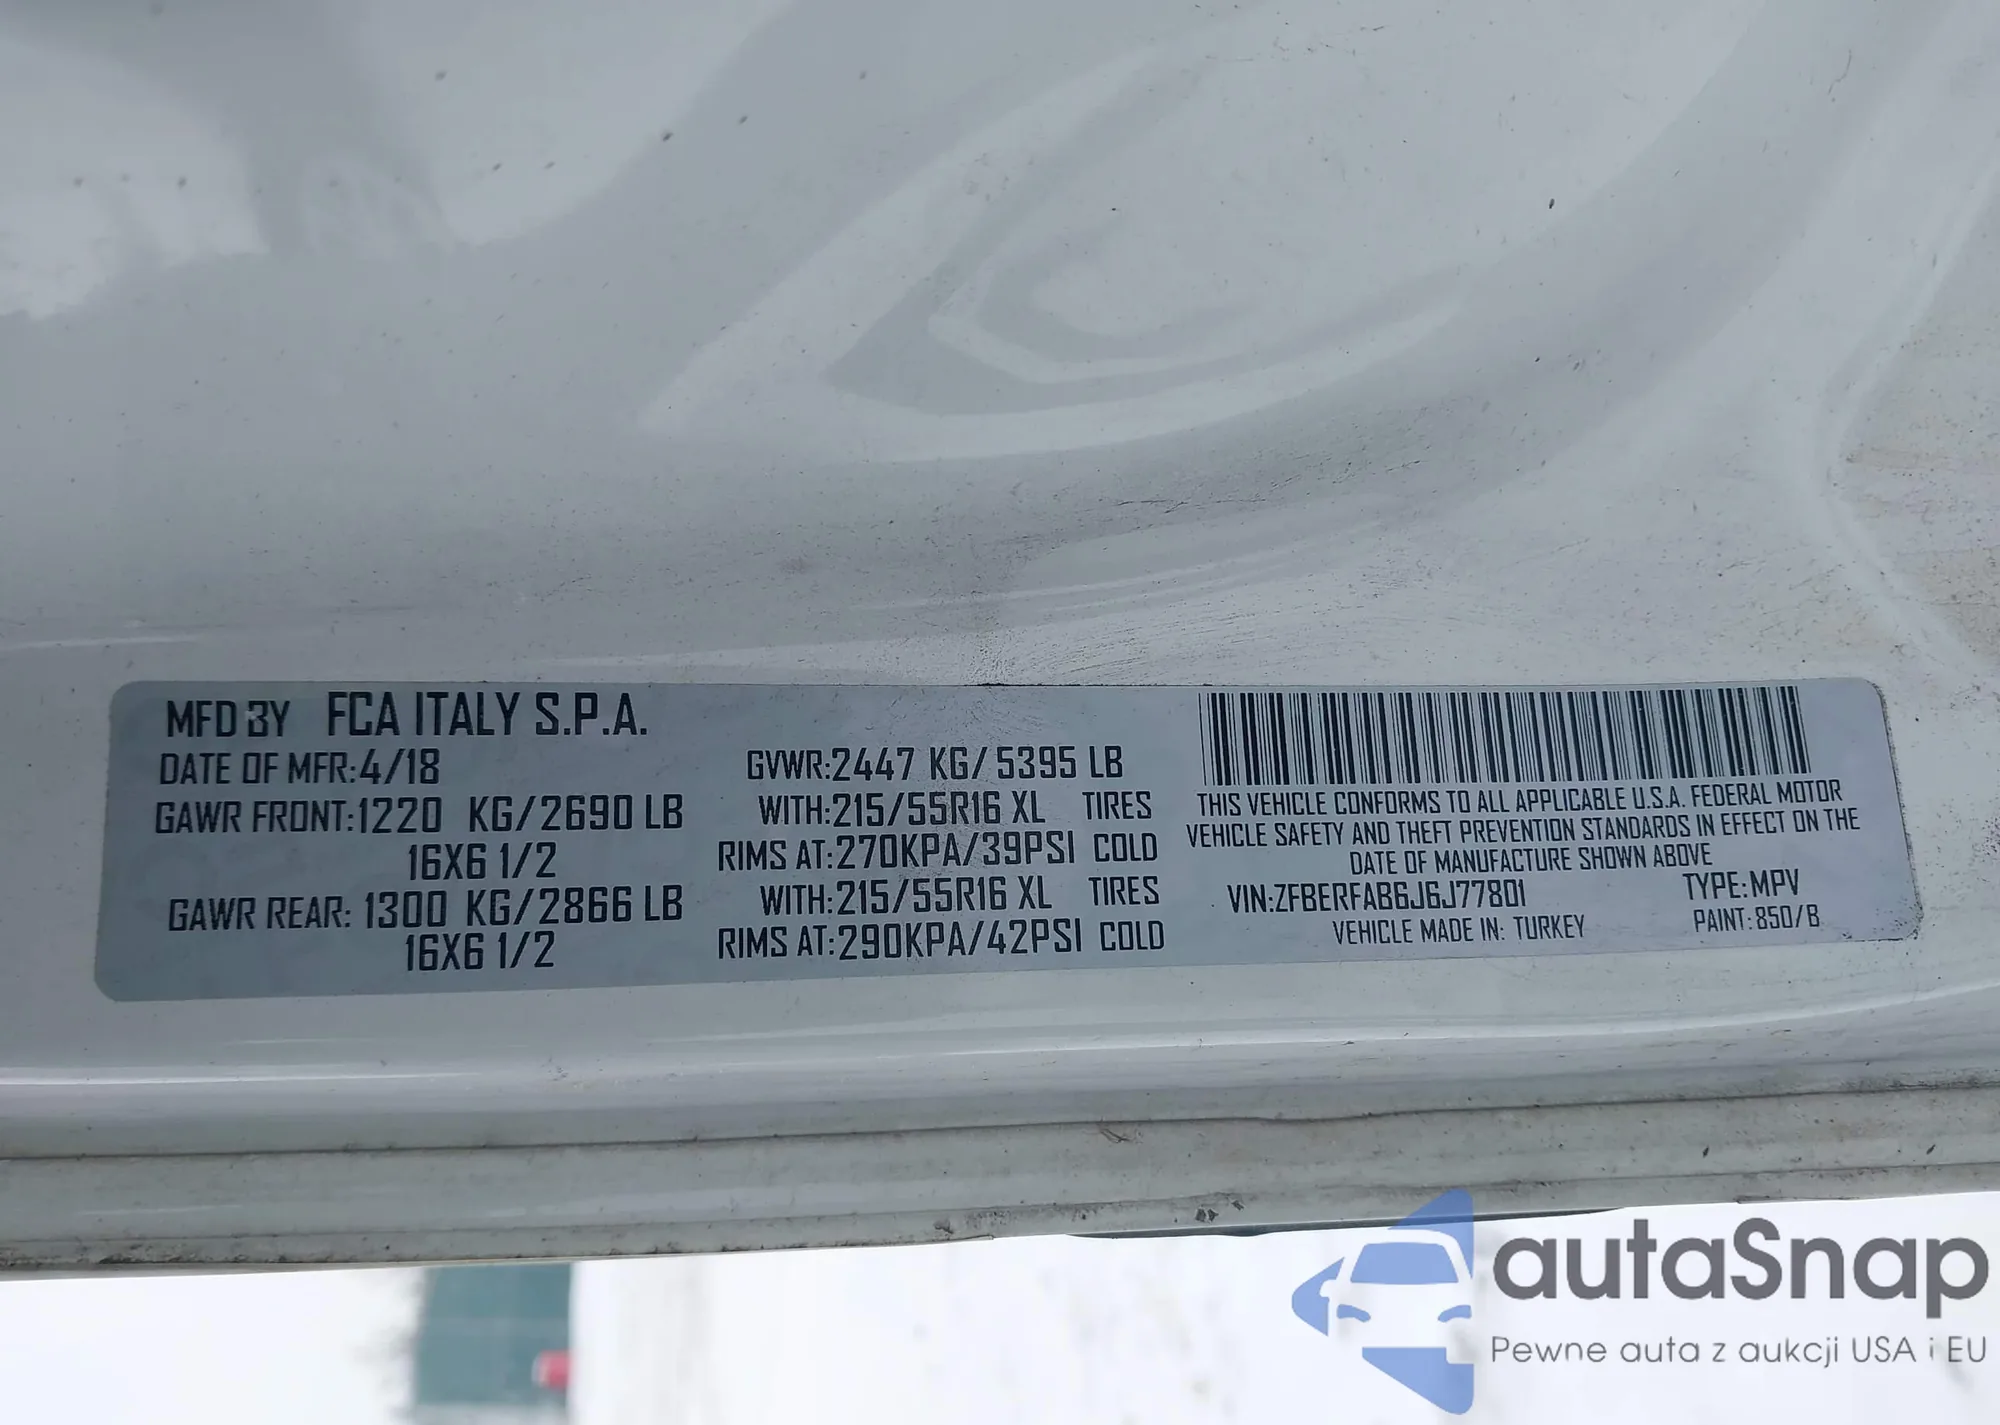 MFD BY FCA ITALY S.P.A.
DATE OF MFR:4/18
GAWR FRONT:1220 KG/2690 LB
16X6 1/2
GAWR REAR: 1300 KG/2866 LB
16X6 1/2
GVWR:2447 KG/5395 LB
WITH:215/55R16 XL TIRES
RIMS AT:270KPA/39PSI COLD
WITH:215/55R16 XL TIRES
RIMS AT:290KPA/42PSI COLD
THIS VEHICLE CONFORMS TO ALL APPLICABLE U.S.A. FEDERAL MOTOR
VEHICLE SAFETY AND THEFT PREVENTION STANDARDS IN EFFECT ON THE
DATE OF MANUFACTURE SHOWN ABOVE
VIN:ZFBERFAB6J6J77801 TYPE:MPV
VEHICLE MADE IN: TURKEY PAINT:850/B
autaSnap
Pewne auta z aukcji USA i EU